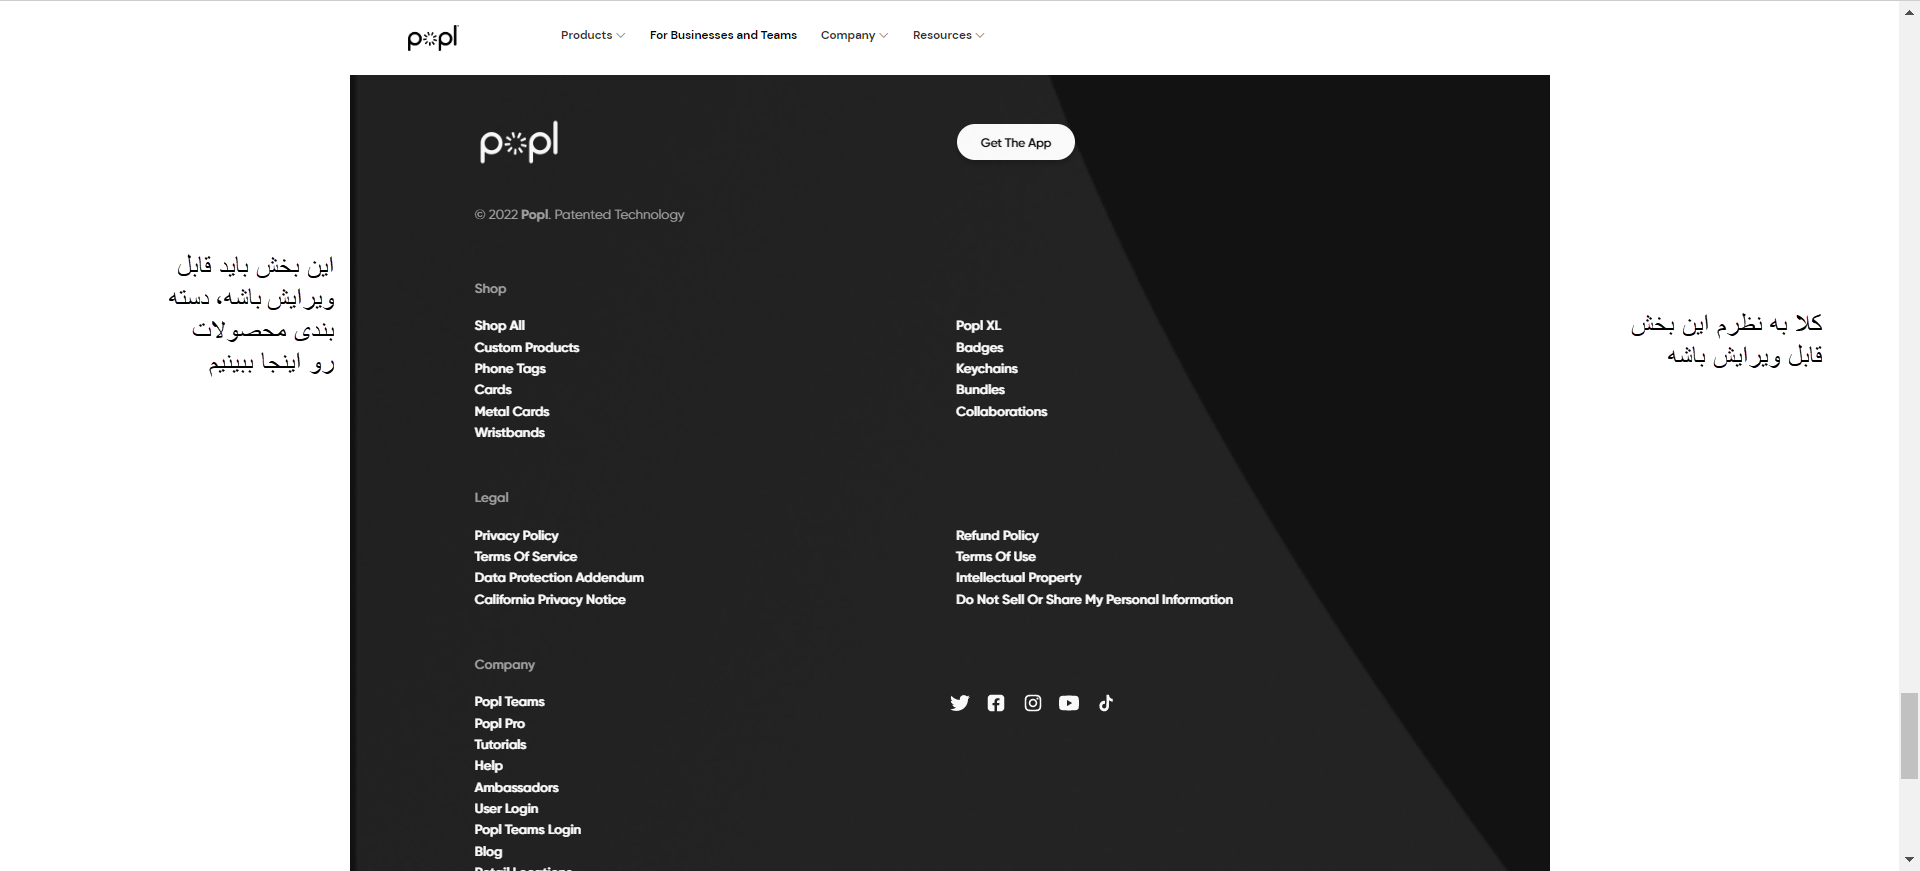 popl
Products
For Businesses and Teams
Company
Resources
popl
Get The App
© 2022 Popl. Patented Technology
این بخش باید قابل
ویرایش باشه، دسته
بندی محصولات
رو اینجا ببینیم
کلا به نظرم این بخش
قابل ویرایش باشه
Shop
Shop All
Custom Products
Phone Tags
Cards
Metal Cards
Wristbands
Popl XL
Badges
Keychains
Bundles
Collaborations
Legal
Privacy Policy
Terms Of Service
Data Protection Addendum
California Privacy Notice
Refund Policy
Terms Of Use
Intellectual Property
Do Not Sell Or Share My Personal Information
Company
Popl Teams
Popl Pro
Tutorials
Help
Ambassadors
User Login
Popl Teams Login
Blog
Retail Locations